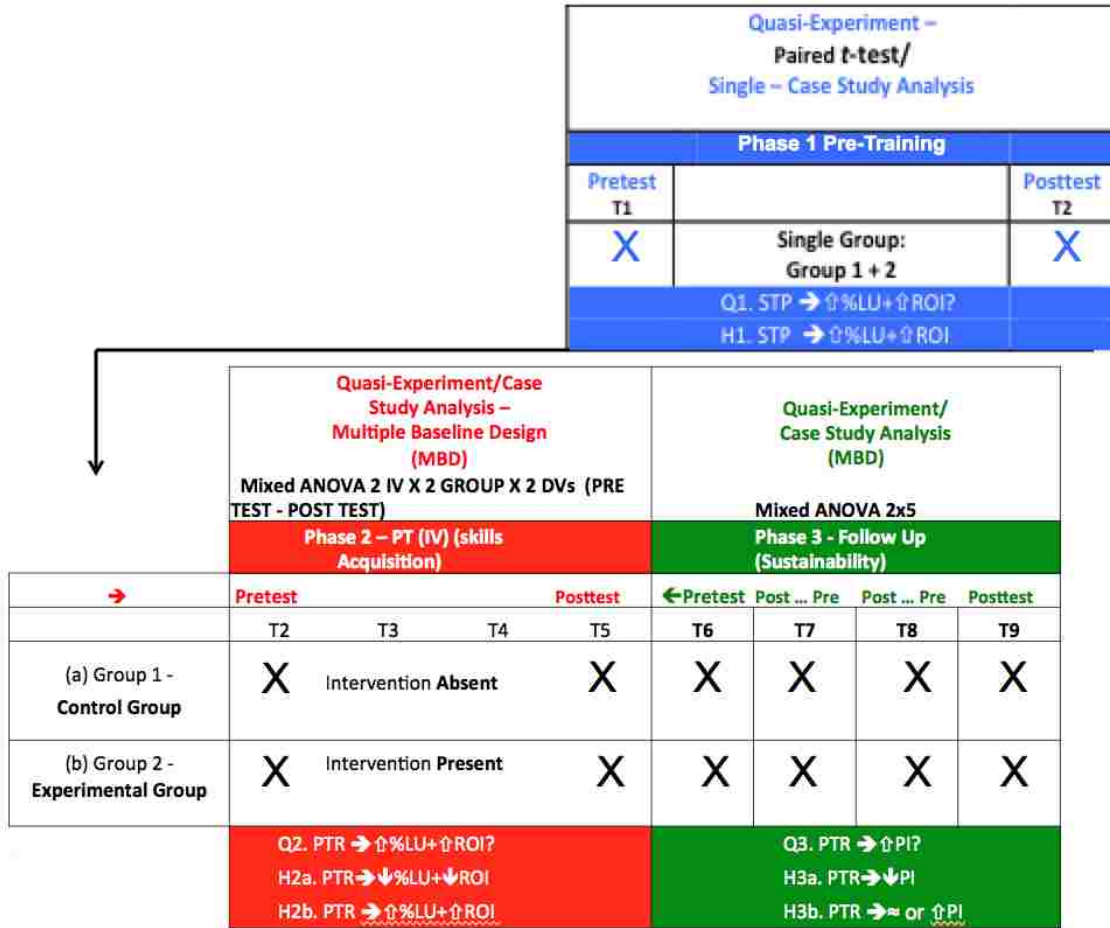 Quasi-Experiment –
Paired t-test/
Single – Case Study Analysis
Phase 1 Pre-Training
Pretest Posttest
T1 T2
X Single Group: X
Group 1 + 2
Q1. STP ➔ ⇧%LU+⇧ROI?
H1. STP ➔ ⇧%LU+⇧ROI
Quasi-Experiment/Case
Study Analysis –
Multiple Baseline Design
(MBD)
Mixed ANOVA 2 IV X 2 GROUP X 2 DVs (PRE
TEST - POST TEST)
Quasi-Experiment/
Case Study Analysis
(MBD)
Mixed ANOVA 2x5
Phase 2 – PT (IV) (skills
Acquisition)
Phase 3 - Follow Up
(Sustainability)
➔ Pretest Posttest ←Pretest Post ... Pre Post ... Pre Posttest
T2 T3 T4 T5 T6 T7 T8 T9
(a) Group 1 -
Control Group
X Intervention Absent X X X X X
(b) Group 2 -
Experimental Group
X Intervention Present X X X X X
Q2. PTR ➔ ⇧%LU+⇧ROI?
H2a. PTR➔🡇%LU+🡇ROI
H2b. PTR ➔ ⇧%LU+⇧ROI
Q3. PTR ➔⇧PI?
H3a. PTR➔🡇PI
H3b. PTR ➔≈ or ⇧PI